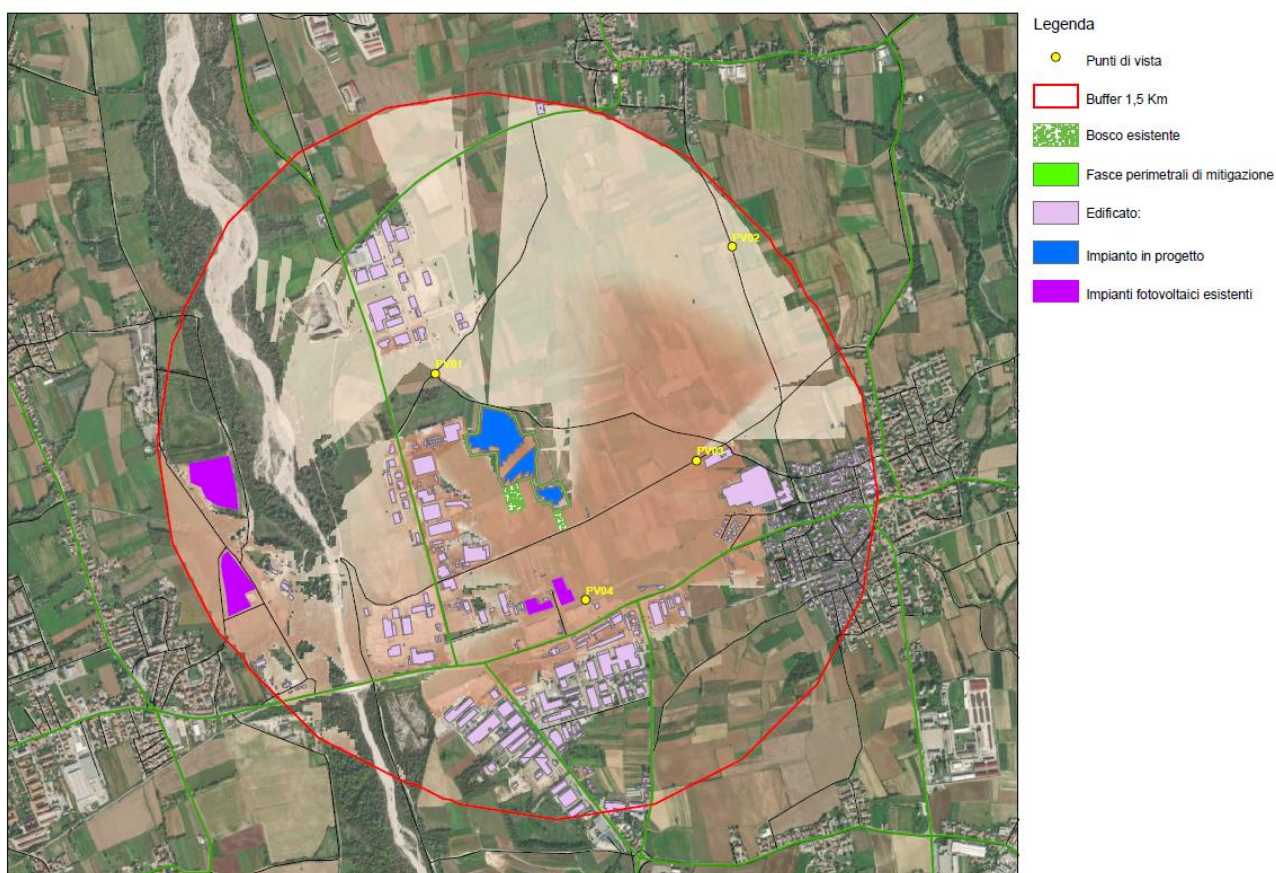 Legenda
Punti di vista
Buffer 1,5 Km
Bosco esistente
Fasce perimetrali di mitigazione
Edificato:
Impianto in progetto
Impianti fotovoltaici esistenti
PV02
PV01
PV03
PV04